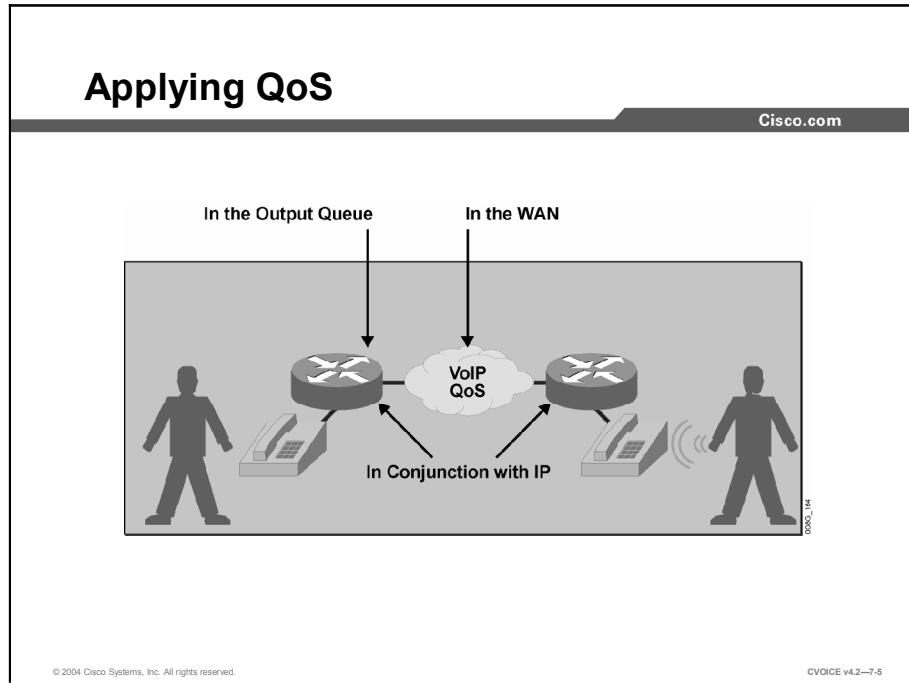 Applying QoS
Cisco.com
In the Output Queue
In the WAN
VoIP
QoS
In Conjunction with IP
008G_164
© 2004 Cisco Systems, Inc. All rights reserved.
CVOICE v4.2—7-5